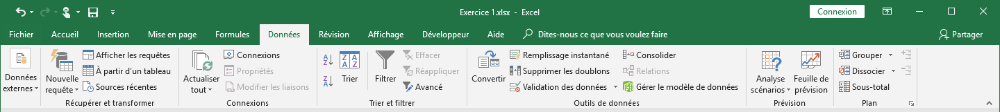 Exercice 1.xlsx - Excel
Connexion
Fichier Accueil Insertion Mise en page Formules Données Révision Affichage Développeur Aide Dites-nous ce que vous voulez faire Partager
Données externes
Nouvelle requête
Afficher les requêtes
À partir d'un tableau
Sources récentes
Récupérer et transformer
Actualiser tout
Connexions
Propriétés
Modifier les liaisons
Connexions
A Z
Z A
Z A A Z
Trier
Filtrer
Effacer
Réappliquer
Avancé
Trier et filtrer
Convertir
Remplissage instantané
Supprimer les doublons
Validation des données
Consolider
Relations
Gérer le modèle de données
Outils de données
Analyse scénarios
Feuille de prévision
Prévision
Grouper
Dissocier
Sous-total
Plan